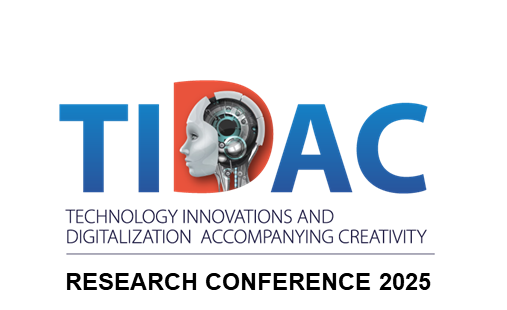 TIDAC
TECHNOLOGY INNOVATIONS AND
DIGITALIZATION ACCOMPANYING CREATIVITY
RESEARCH CONFERENCE 2025